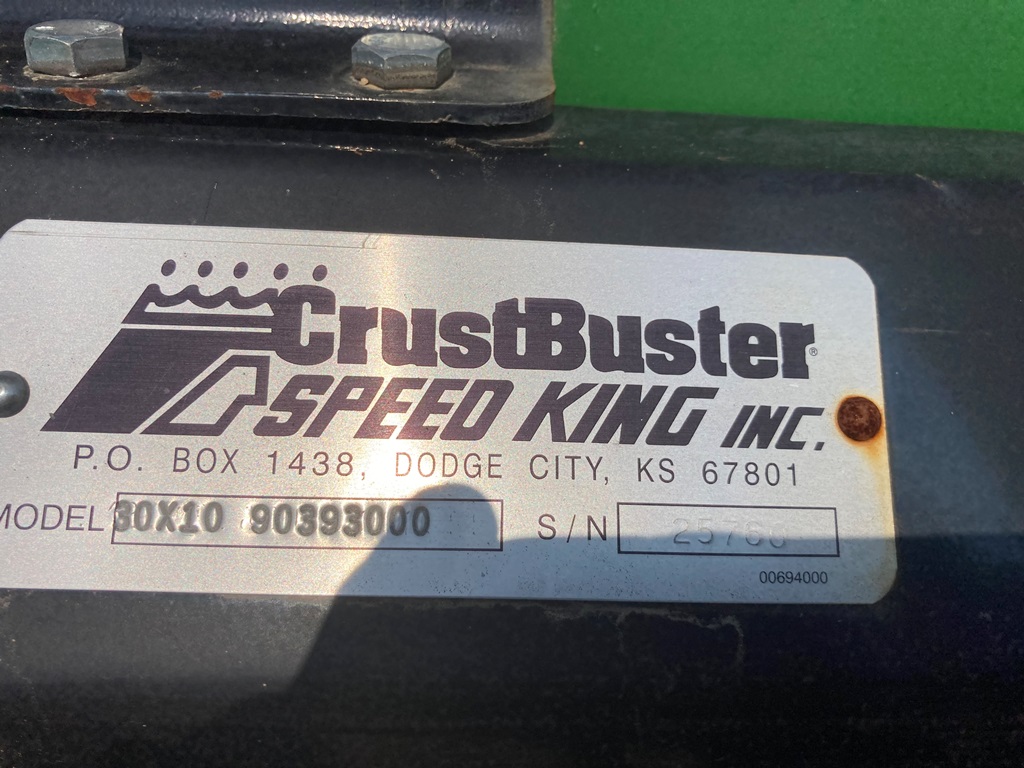 CrustBuster®
SPEED KING INC.
P.O. BOX 1438, DODGE CITY, KS 67801
MODEL 30X10 90393000 S/N
00694000